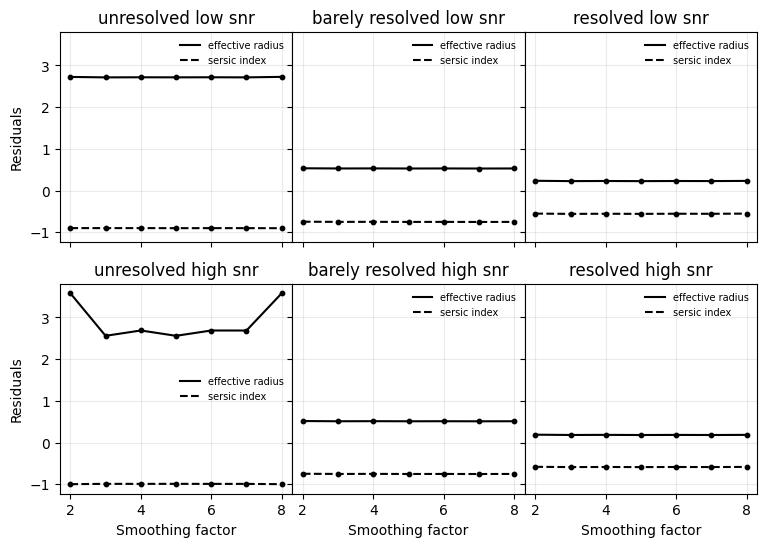 unresolved low snr
barely resolved low snr
resolved low snr
effective radius
sersic index
effective radius
sersic index
effective radius
sersic index
3
2
1
0
−1
Residuals
unresolved high snr
barely resolved high snr
resolved high snr
effective radius
sersic index
effective radius
sersic index
effective radius
sersic index
3
2
1
0
−1
Residuals
2 4 6 8
2 4 6 8
2 4 6 8
Smoothing factor
Smoothing factor
Smoothing factor